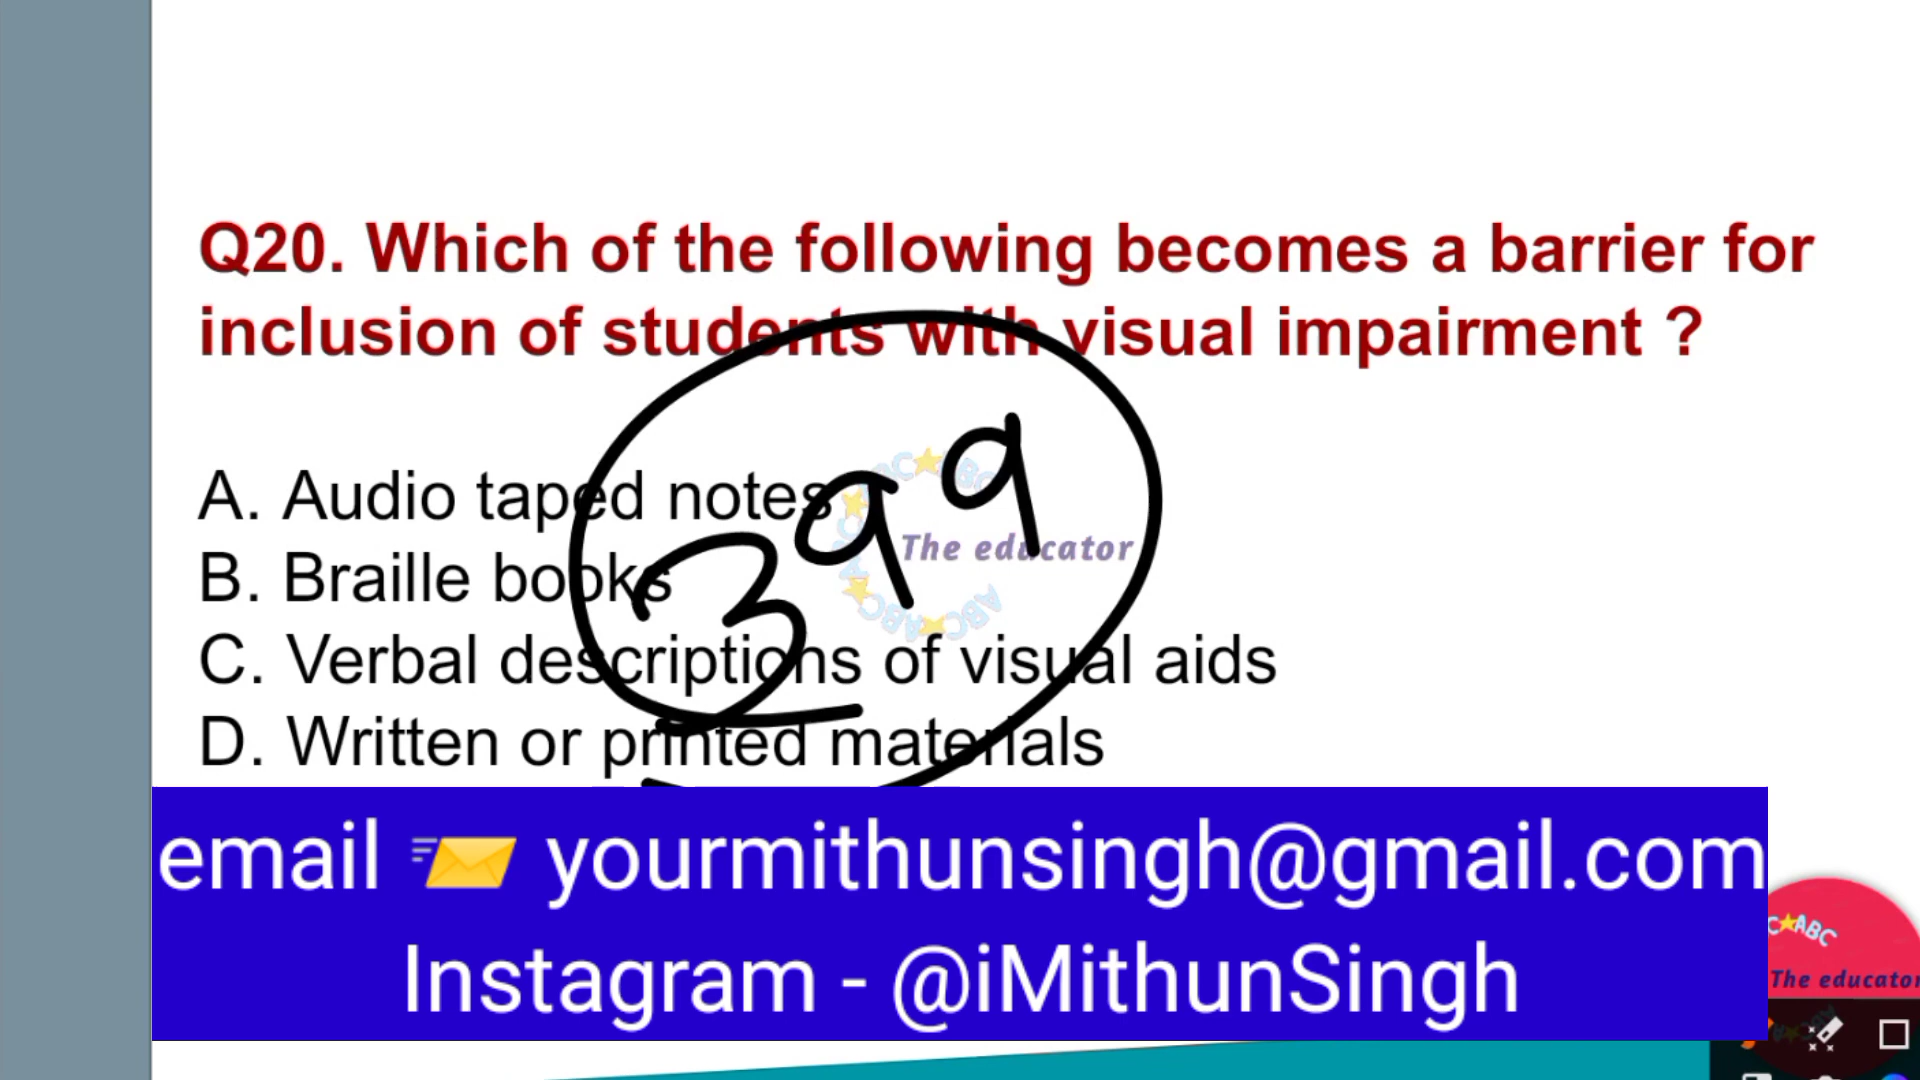 Q20. Which of the following becomes a barrier for
inclusion of students with visual impairment ?
A. Audio taped notes
B. Braille books
C. Verbal descriptions of visual aids
D. Written or printed materials
399
The educator
email yourmithunsingh@gmail.com
Instagram - @iMithunSingh
ABC
The educator